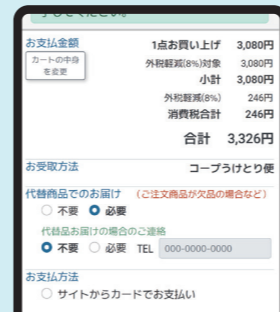 了してください。
お支払金額
1点お買い上げ 3,080円
カートの中身
を変更
外税軽減(8%)対象 3,080円
小計 3,080円
外税軽減(8%) 246円
消費税合計 246円
合計 3,326円
お受取方法 コープうけとり便
代替商品でのお届け (ご注文商品が欠品の場合など)
不要 必要
代替品お届けの場合のご連絡
不要 必要 TEL 000-0000-0000
お支払方法
サイトからカードでお支払い